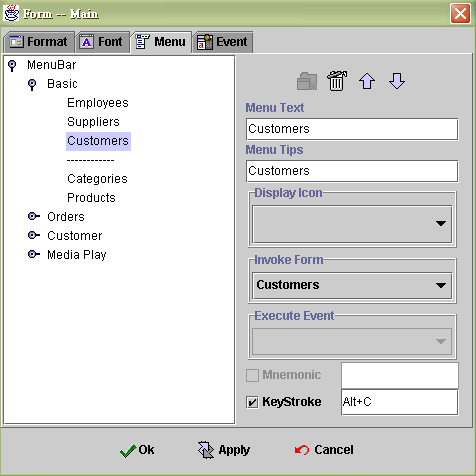 Form -- Main
Format Font Menu Event
MenuBar
Basic
Employees
Suppliers
Customers
------------
Categories
Products
Orders
Customer
Media Play
Menu Text
Customers
Menu Tips
Customers
Display Icon
Invoke Form
Customers
Execute Event
Mnemonic
KeyStroke Alt+C
Ok Apply Cancel